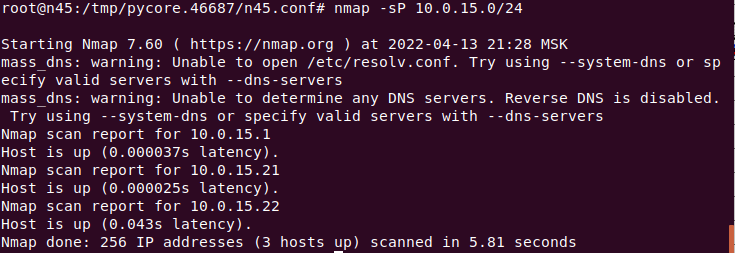 root@n45:/tmp/pycore.46687/n45.conf# nmap -sP 10.0.15.0/24
Starting Nmap 7.60 ( https://nmap.org ) at 2022-04-13 21:28 MSK
mass_dns: warning: Unable to open /etc/resolv.conf. Try using --system-dns or sp
ecify valid servers with --dns-servers
mass_dns: warning: Unable to determine any DNS servers. Reverse DNS is disabled.
 Try using --system-dns or specify valid servers with --dns-servers
Nmap scan report for 10.0.15.1
Host is up (0.000037s latency).
Nmap scan report for 10.0.15.21
Host is up (0.000025s latency).
Nmap scan report for 10.0.15.22
Host is up (0.043s latency).
Nmap done: 256 IP addresses (3 hosts up) scanned in 5.81 seconds